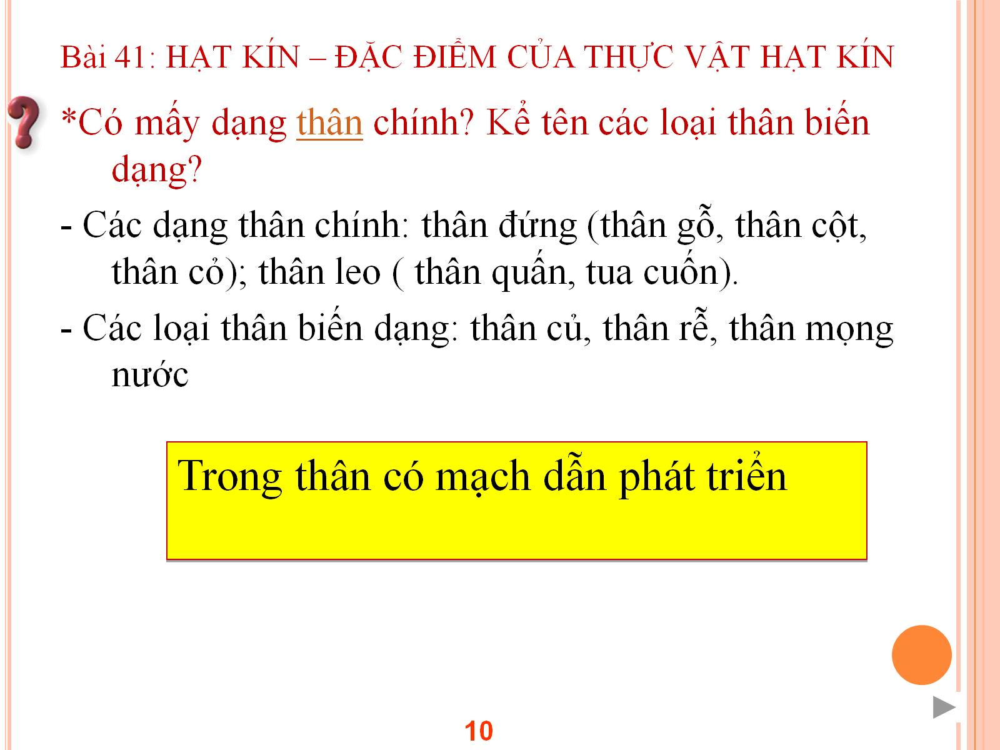 Bài 41: HẠT KÍN – ĐẶC ĐIỂM CỦA THỰC VẬT HẠT KÍN
*Có mấy dạng thân chính? Kể tên các loại thân biến
dạng?
- Các dạng thân chính: thân đứng (thân gỗ, thân cột,
thân cỏ); thân leo ( thân quấn, tua cuốn).
- Các loại thân biến dạng: thân củ, thân rễ, thân mọng
nước
Trong thân có mạch dẫn phát triển
10